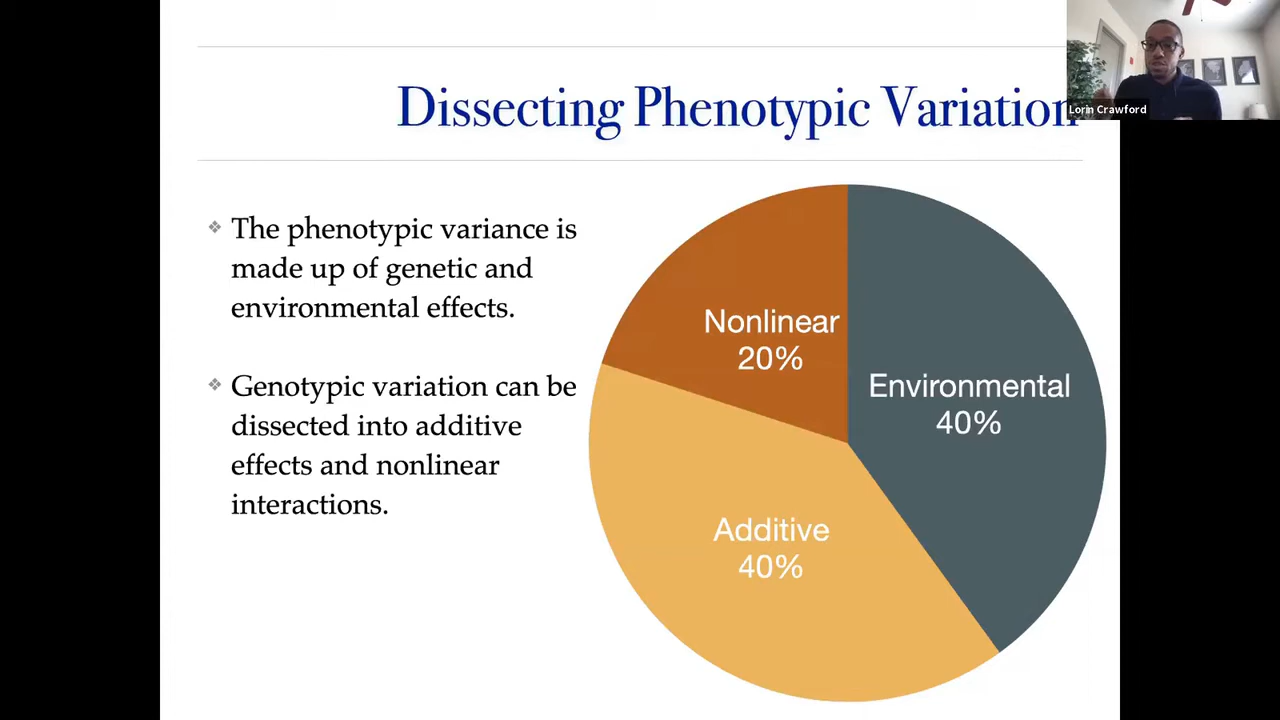 Dissecting Phenotypic Variation
Lorin Crawford
❖ The phenotypic variance is
made up of genetic and
environmental effects.
❖ Genotypic variation can be
dissected into additive
effects and nonlinear
interactions.
Nonlinear
20%
Environmental
40%
Additive
40%